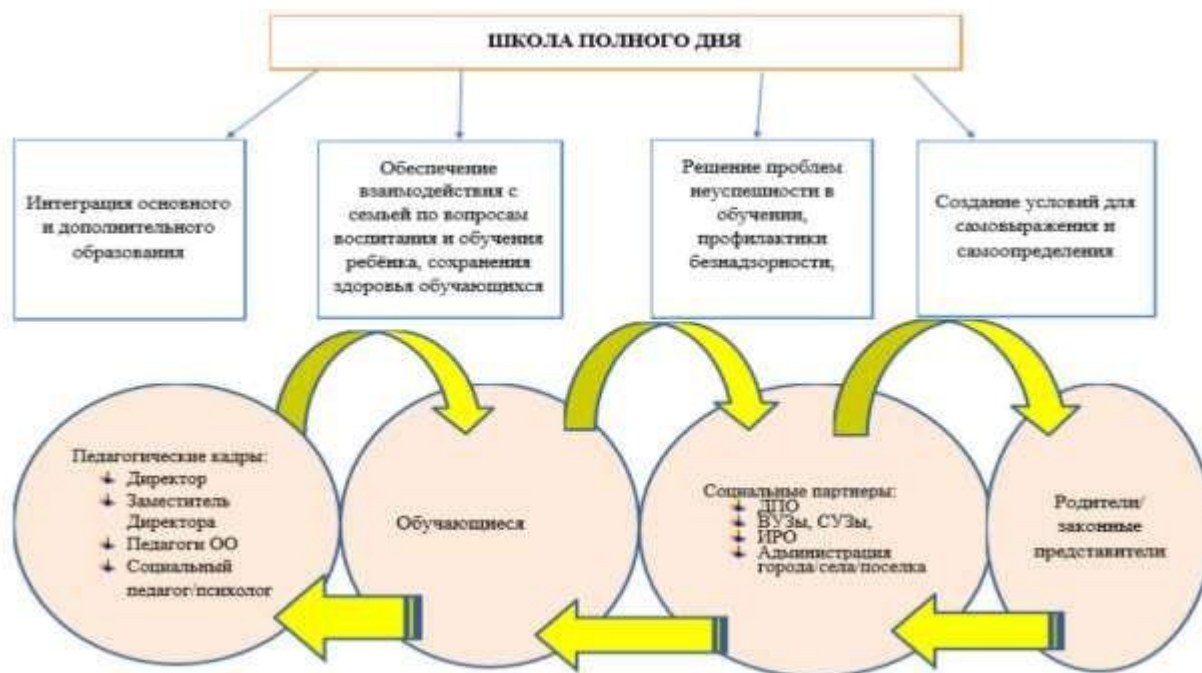 ШКОЛА ПОЛНОГО ДНЯ
Интеграция основного
и дополнительного
образования
Обеспечение
взаимодействия с
семьей по вопросам
воспитания и обучения
ребёнка, сохранения
здоровья обучающихся
Решение проблем
неуспешности в
обучении,
профилактики
безнадзорности,
Создание условий для
самовыражения и
самоопределения
Педагогические кадры:
Директор
Заместитель
Директора
Педагоги ОО
Социальный
педагог/психолог
Обучающиеся
Социальные партнеры:
ДПО
ВУЗы, СУЗы,
ИРО
Администрация
города/села/поселка
Родители/
законные
представители